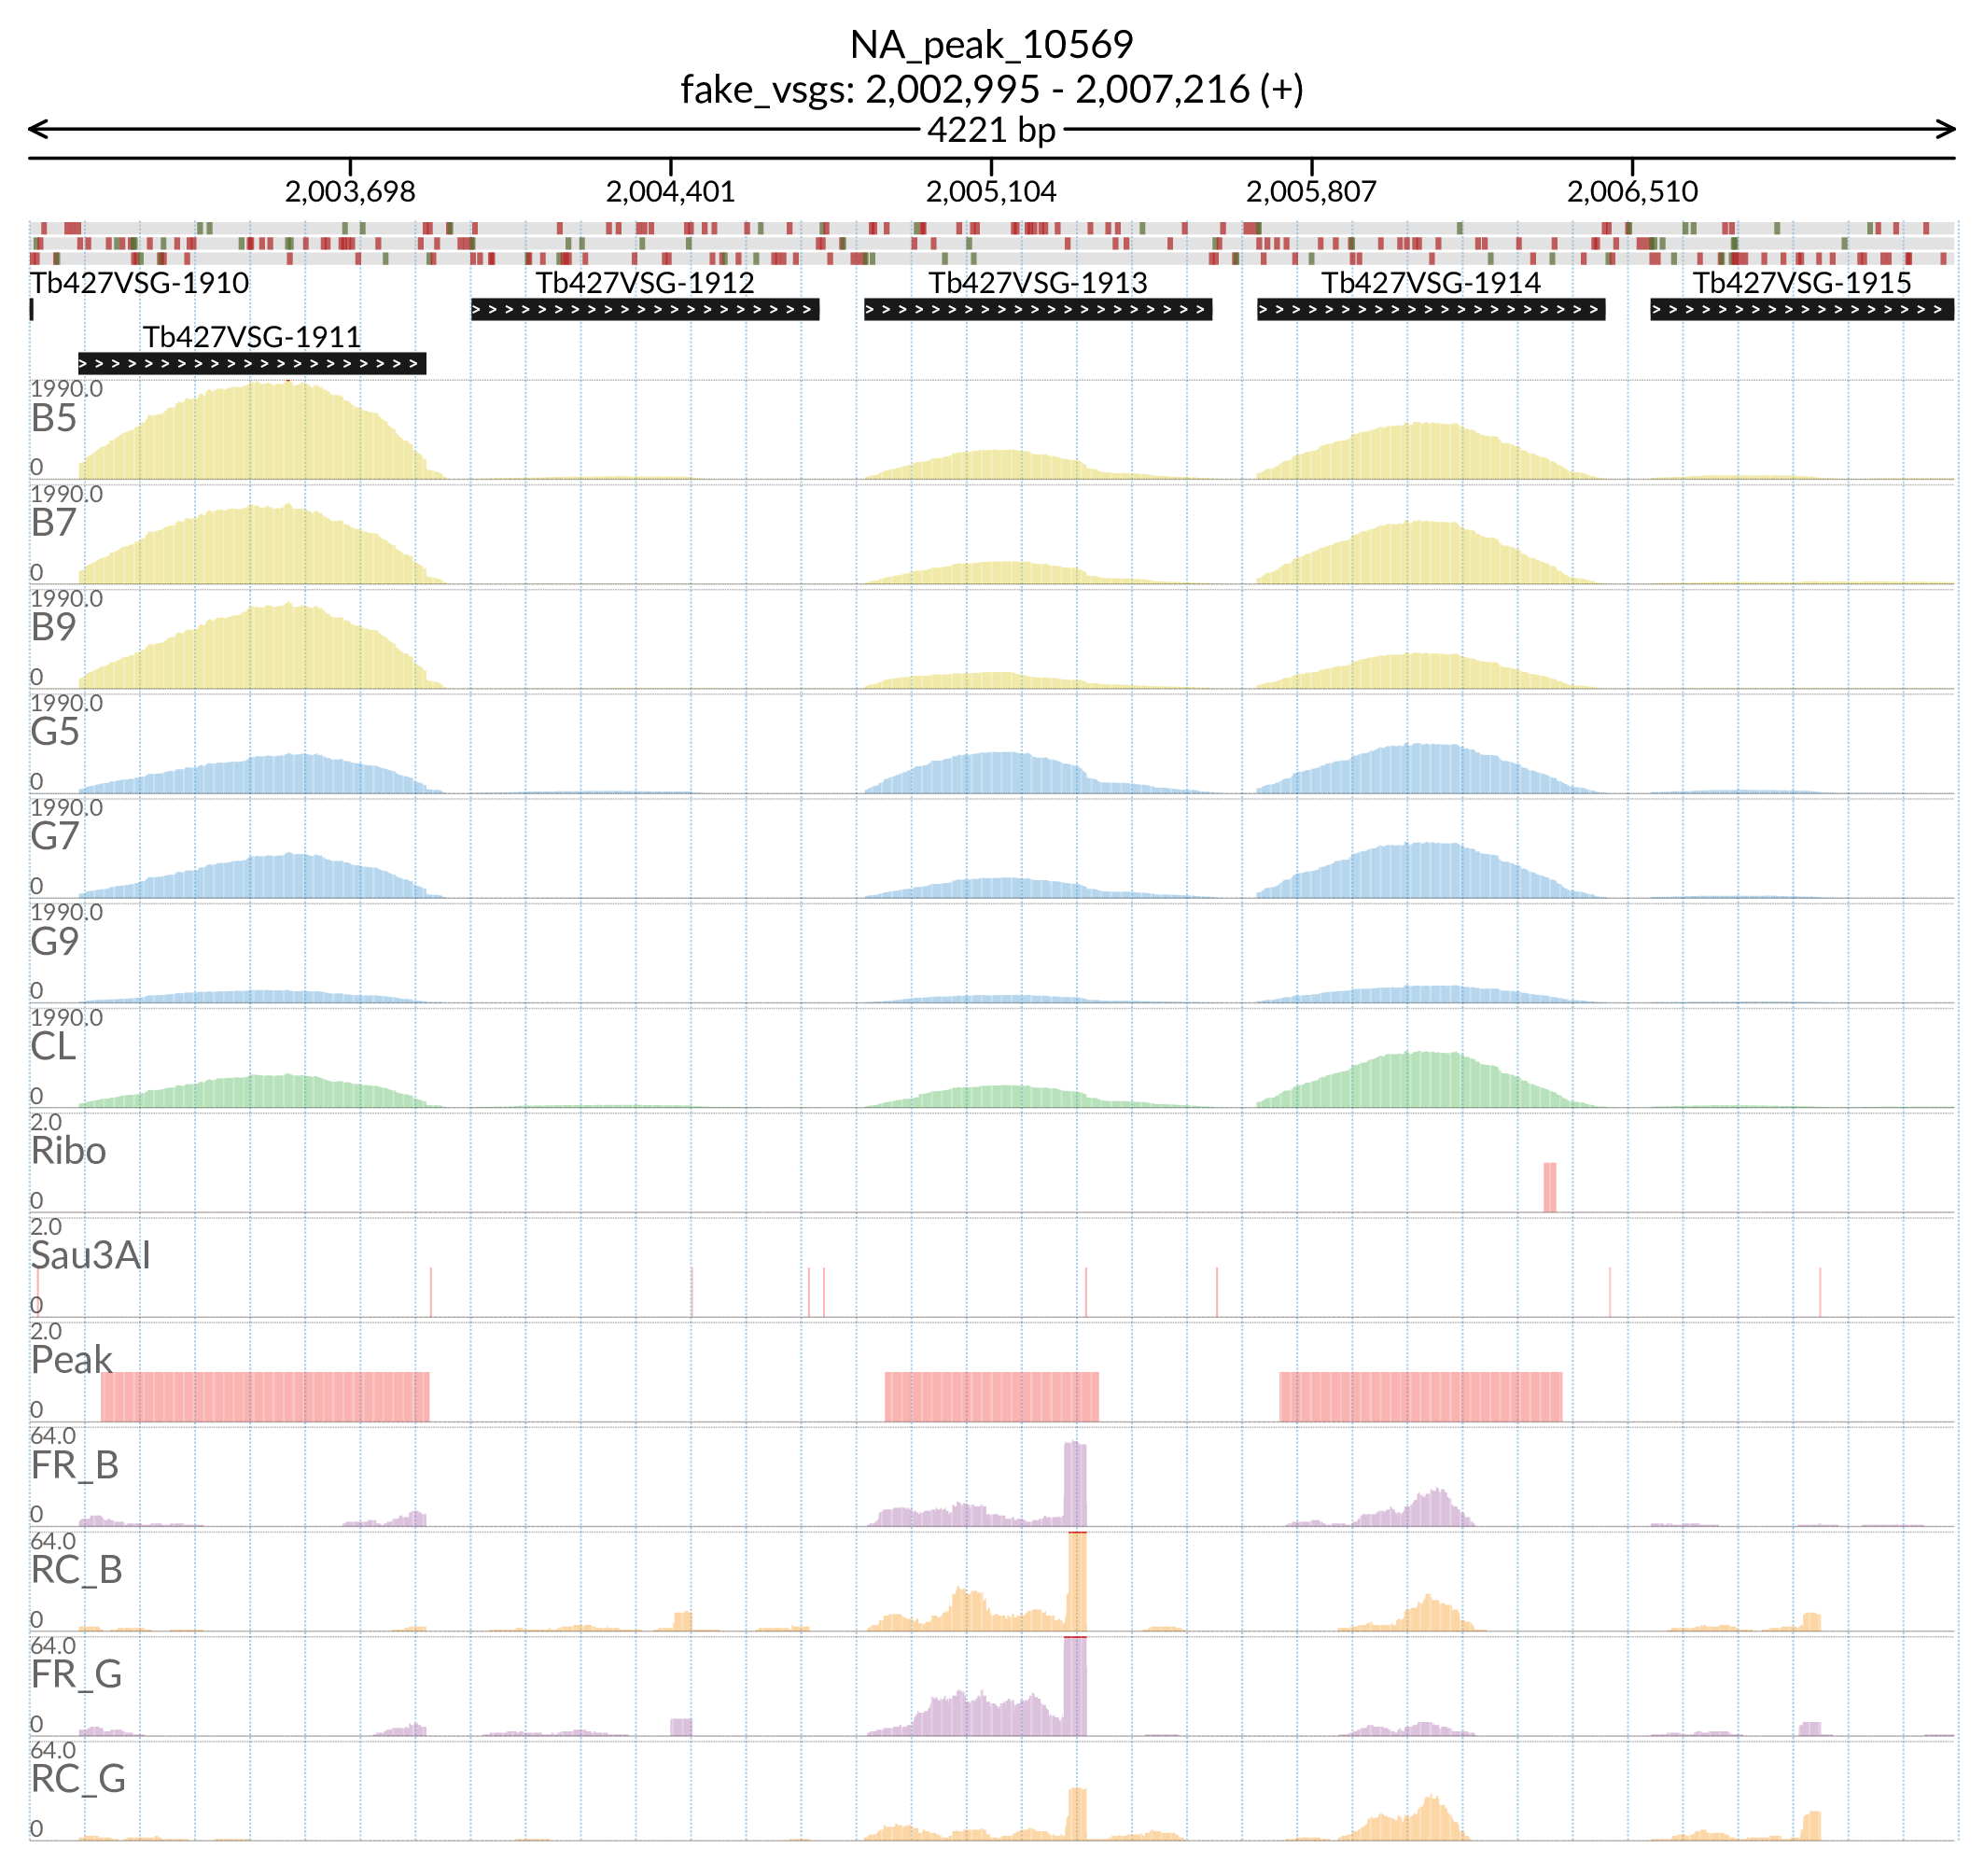 NA_peak_10569
fake_vsgs: 2,002,995 - 2,007,216 (+)
4221 bp
2,003,698 2,004,401 2,005,104 2,005,807 2,006,510
Tb427VSG-1910 Tb427VSG-1912 Tb427VSG-1913 Tb427VSG-1914 Tb427VSG-1915
Tb427VSG-1911
1990.0
B5
0
1990.0
B7
0
1990.0
B9
0
1990.0
G5
0
1990.0
G7
0
1990.0
G9
0
1990.0
CL
0
2.0
Ribo
0
2.0
Sau3AI
0
2.0
Peak
0
64.0
FR_B
0
64.0
RC_B
0
64.0
FR_G
0
64.0
RC_G
0